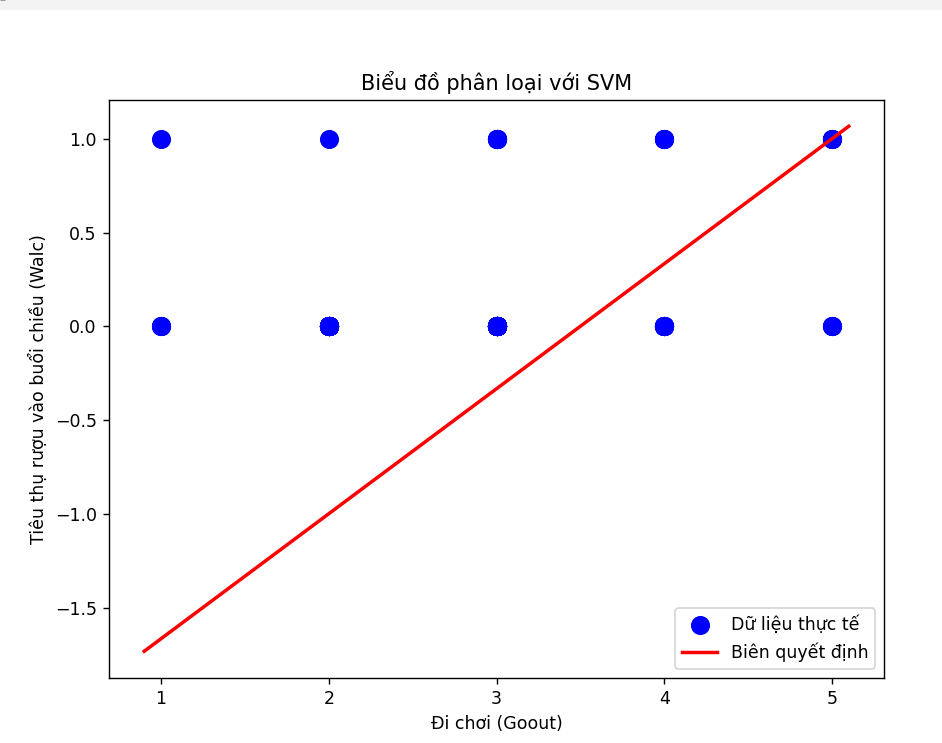 Biểu đồ phân loại với SVM
Tiêu thụ rượu vào buổi chiều (Walc)
1.0
0.5
0.0
−0.5
−1.0
−1.5
1 2 3 4 5
Đi chơi (Goout)
Dữ liệu thực tế
Biên quyết định